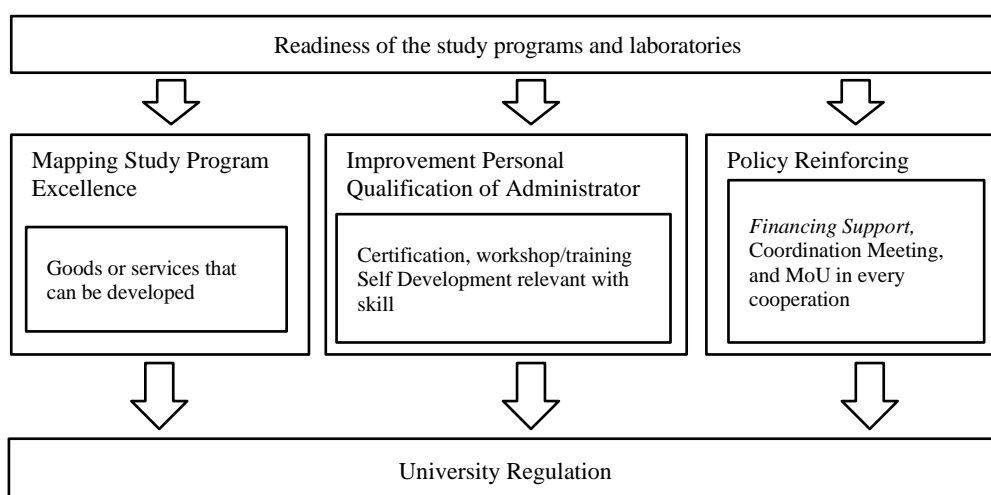 Readiness of the study programs and laboratories
Mapping Study Program
Excellence
Goods or services that
can be developed
Improvement Personal
Qualification of Administrator
Certification, workshop/training
Self Development relevant with
skill
Policy Reinforcing
Financing Support,
Coordination Meeting,
and MoU in every
cooperation
University Regulation